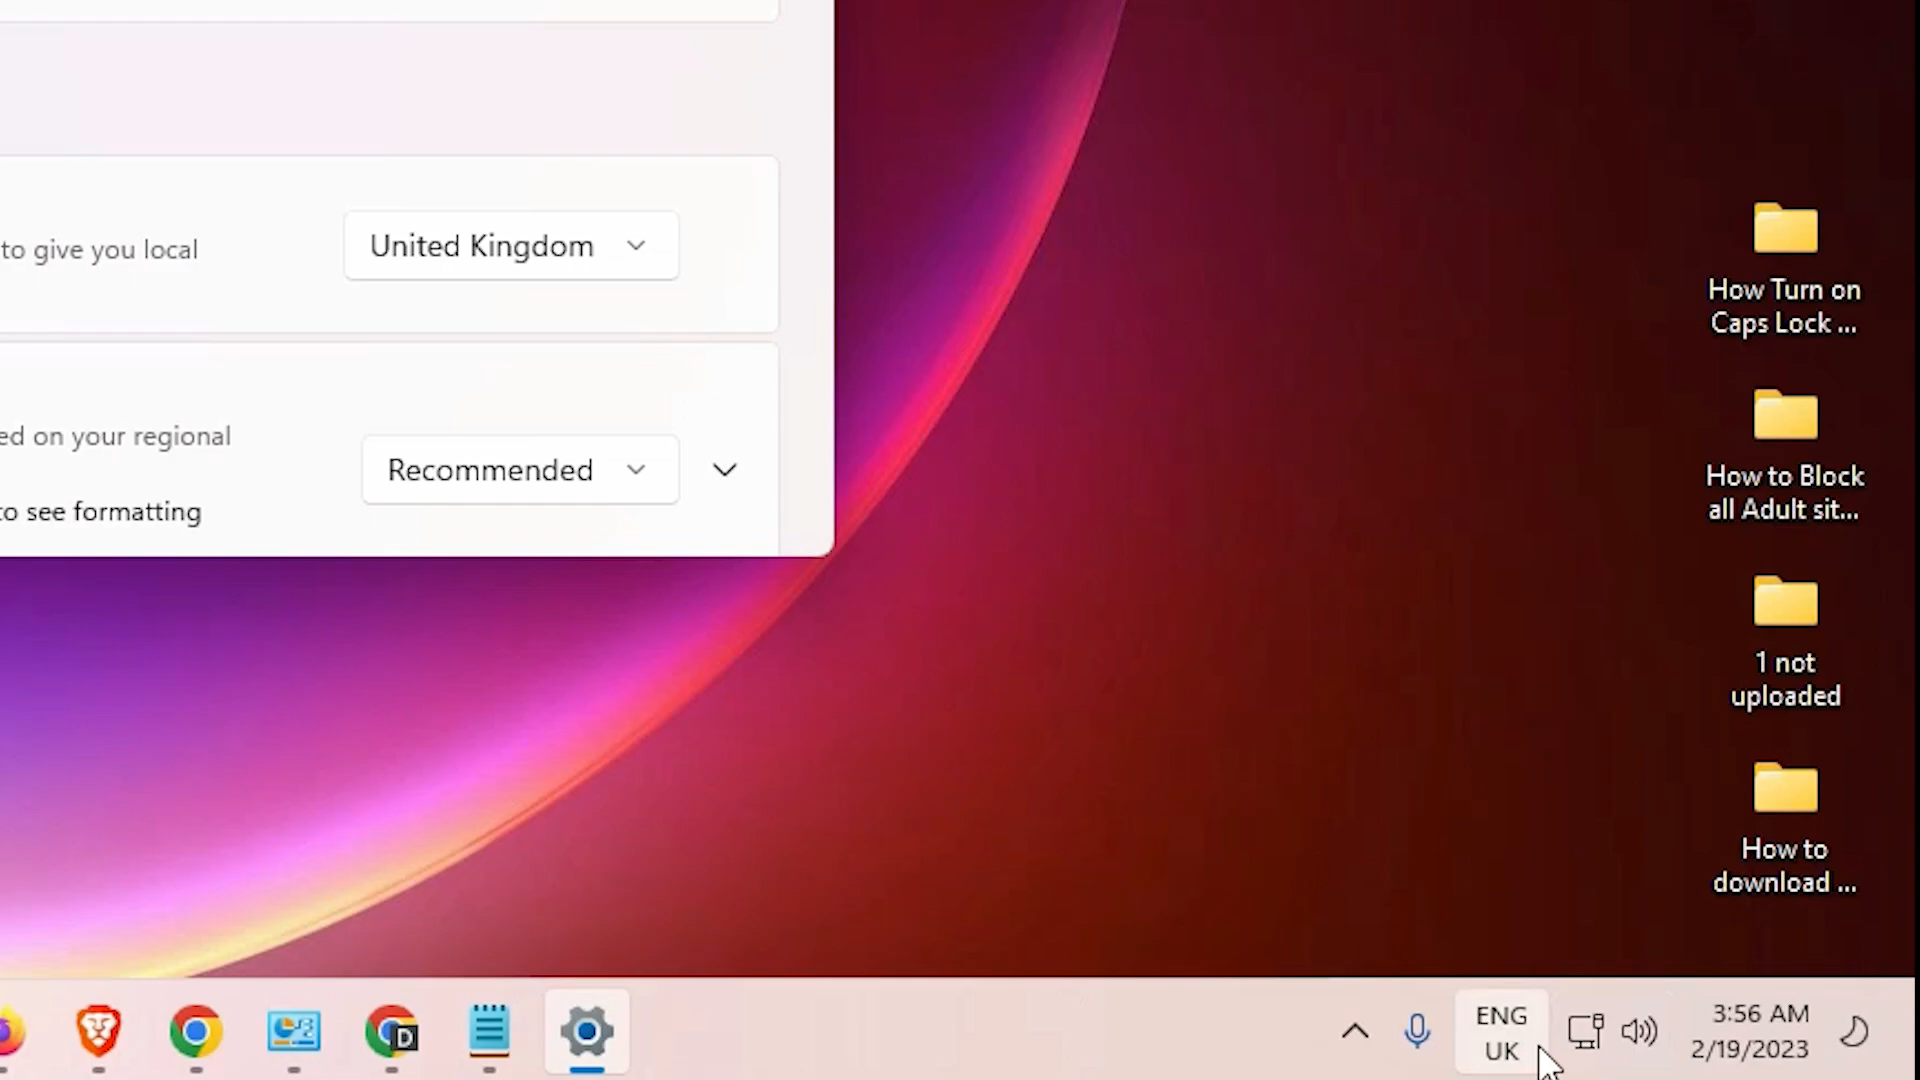 to give you local
United Kingdom
ed on your regional
Recommended
to see formatting
How Turn on
Caps Lock ...
How to Block
all Adult sit...
1 not
uploaded
How to
download ...
D
ENG
UK
3:56 AM
2/19/2023